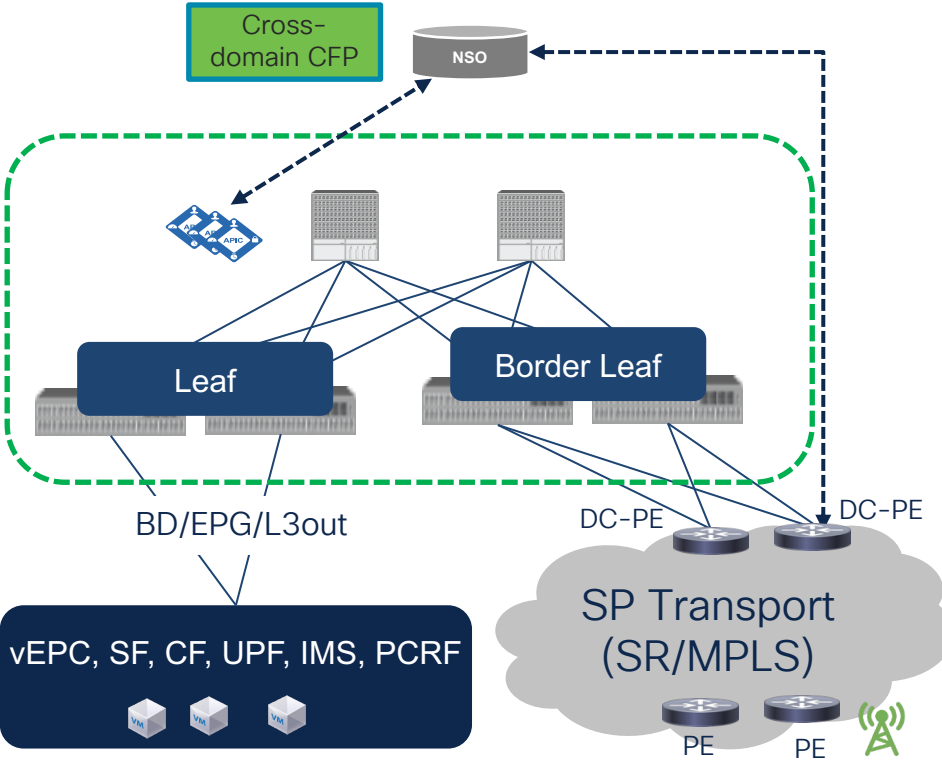 Cross-
domain CFP
NSO
APIC
Leaf
Border Leaf
BD/EPG/L3out
DC-PE
DC-PE
SP Transport
(SR/MPLS)
vEPC, SF, CF, UPF, IMS, PCRF
VM
VM
VM
PE
PE